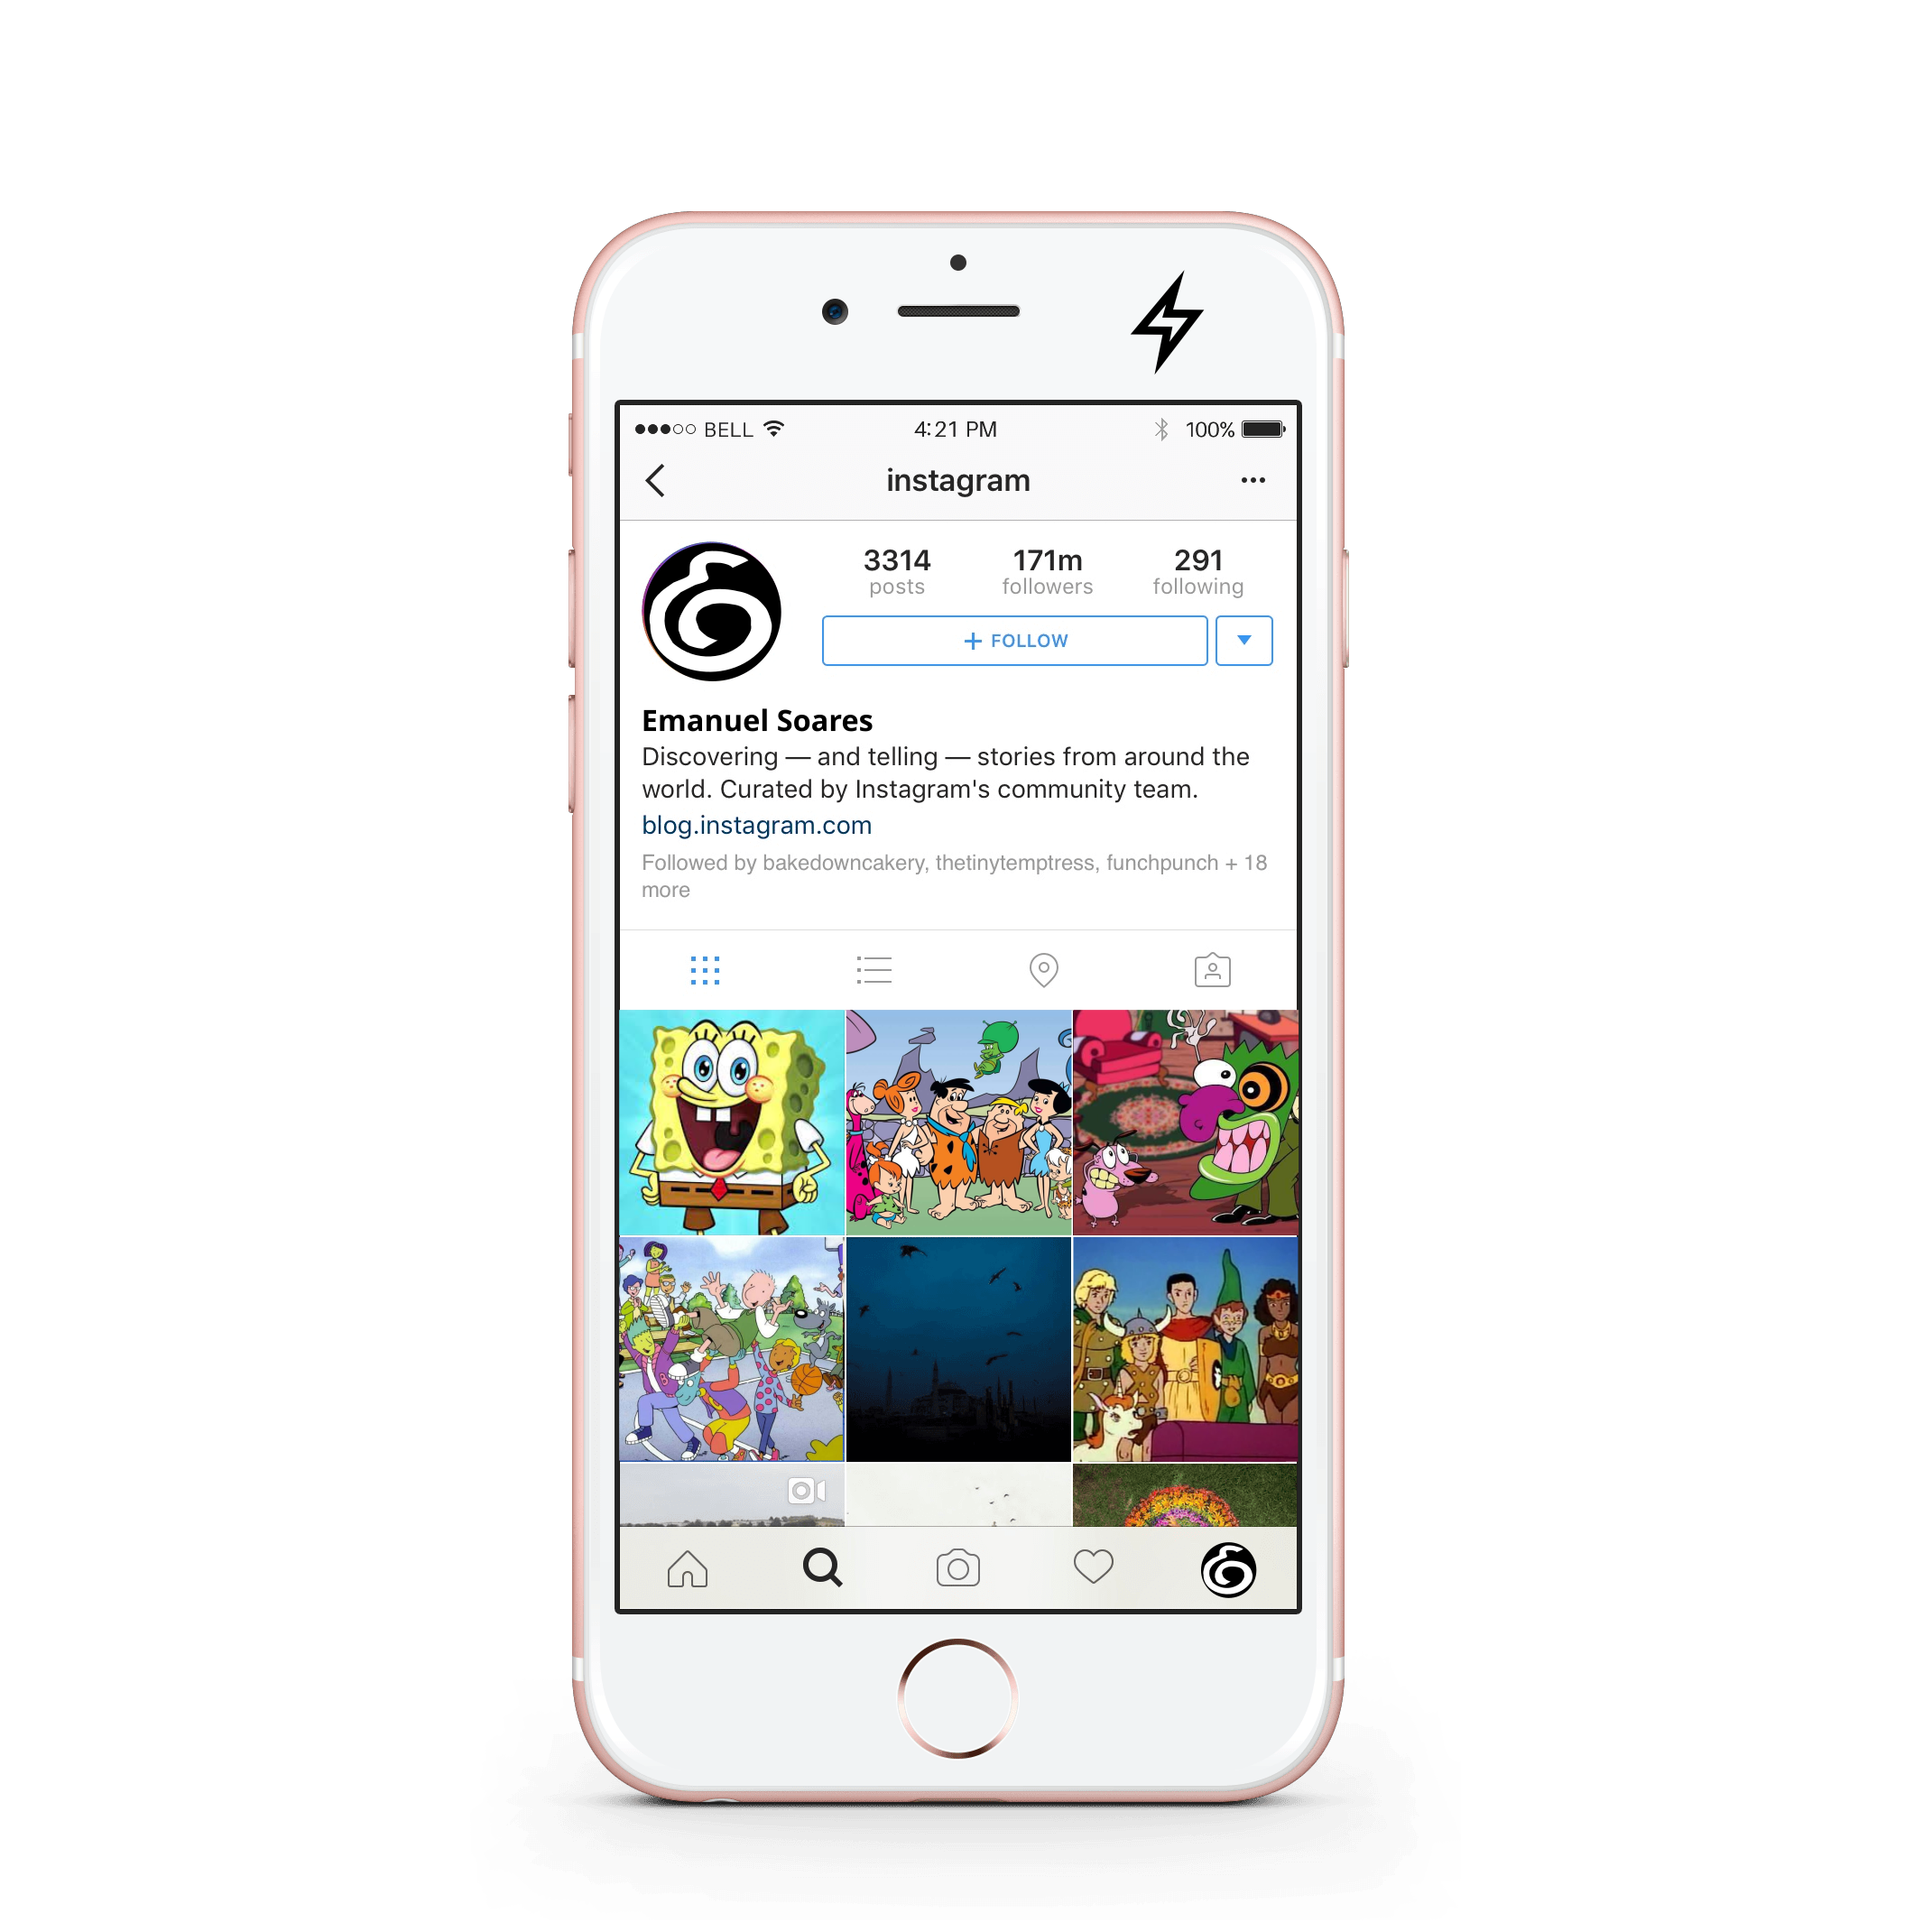 BELL 4:21 PM 100%
instagram
3314 171m 291
posts followers following
+ FOLLOW
Emanuel Soares
Discovering — and telling — stories from around the
world. Curated by Instagram's community team.
blog.instagram.com
Followed by bakedowncakery, thetinytemptress, funchpunch + 18
more